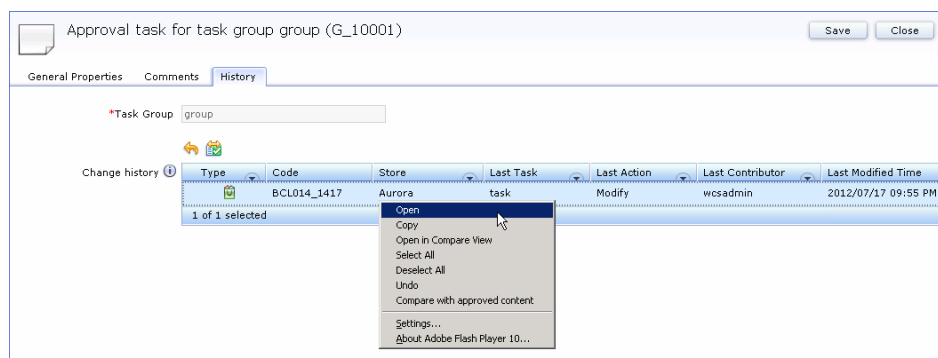 Approval task for task group group (G_10001)
Save Close
General Properties Comments History
*Task Group group
Change history
Type Code Store Last Task Last Action Last Contributor Last Modified Time
BCL014_1417 Aurora task Modify wcsadmin 2012/07/17 09:55 PM
1 of 1 selected
Open
Copy
Open in Compare View
Select All
Deselect All
Undo
Compare with approved content
Settings...
About Adobe Flash Player 10...